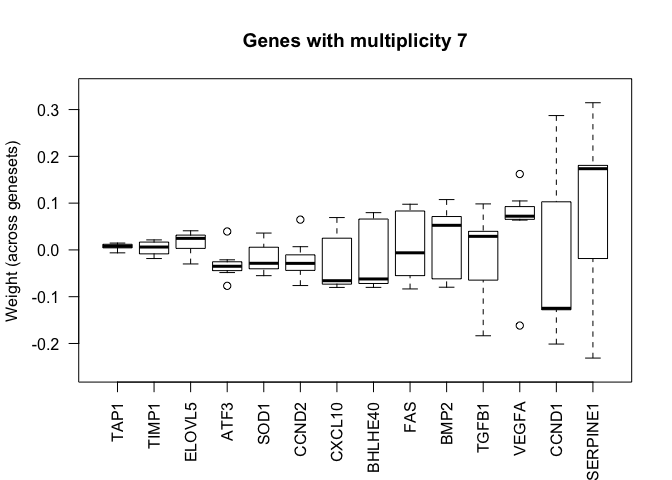 Genes with multiplicity 7
Weight (across genesets)
0.3
0.2
0.1
0.0
-0.1
-0.2
TAP1
TIMP1
ELOVL5
ATF3
SOD1
CCND2
CXCL10
BHLHE40
FAS
BMP2
TGFB1
VEGFA
CCND1
SERPINE1